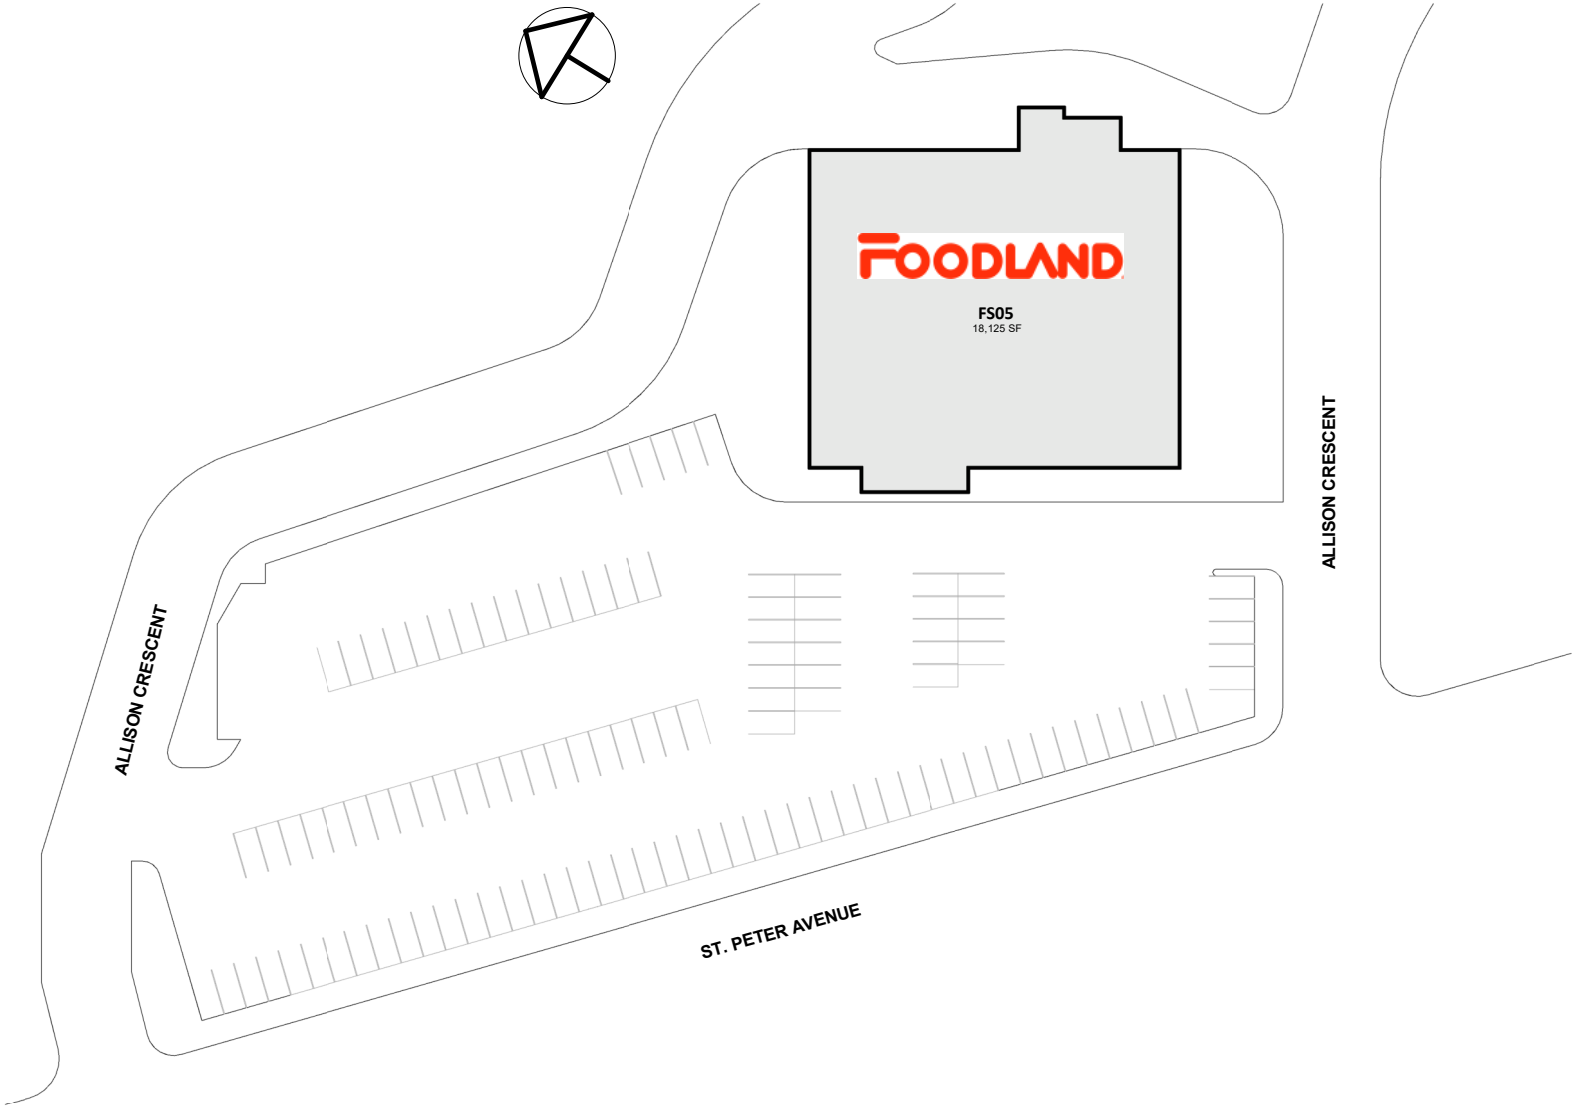 FOODLAND
FS05
18,125 SF
ALLISON CRESCENT
ALLISON CRESCENT
ST. PETER AVENUE